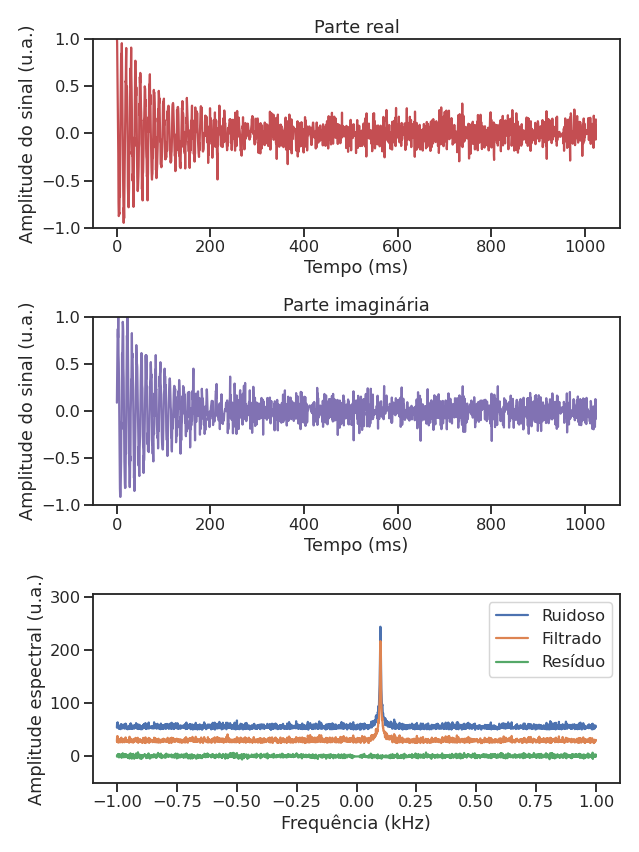 Parte real
1.0
0.5
0.0
−0.5
−1.0
Amplitude do sinal (u.a.)
0 200 400 600 800 1000
Tempo (ms)
Parte imaginária
1.0
0.5
0.0
−0.5
−1.0
Amplitude do sinal (u.a.)
0 200 400 600 800 1000
Tempo (ms)
300
200
100
0
Amplitude espectral (u.a.)
Ruidoso
Filtrado
Resíduo
−1.00 −0.75 −0.50 −0.25 0.00 0.25 0.50 0.75 1.00
Frequência (kHz)